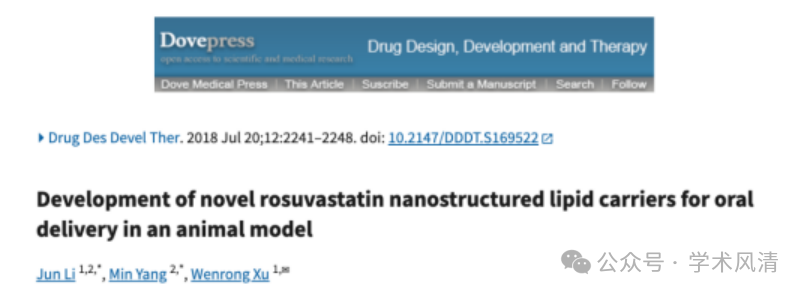 Dovepress
open access to scientific and medical research
Drug Design, Development and Therapy
Dove Medical Press | This Article | Suscribe | Submit a Manuscript | Search | Follow
Drug Des Devel Ther. 2018 Jul 20;12:2241–2248. doi: 10.2147/DDDT.S169522
Development of novel rosuvastatin nanostructured lipid carriers for oral
delivery in an animal model
Jun Li 1,2,*, Min Yang 2,*, Wenrong Xu 1,✉
公众号 · 学术风清